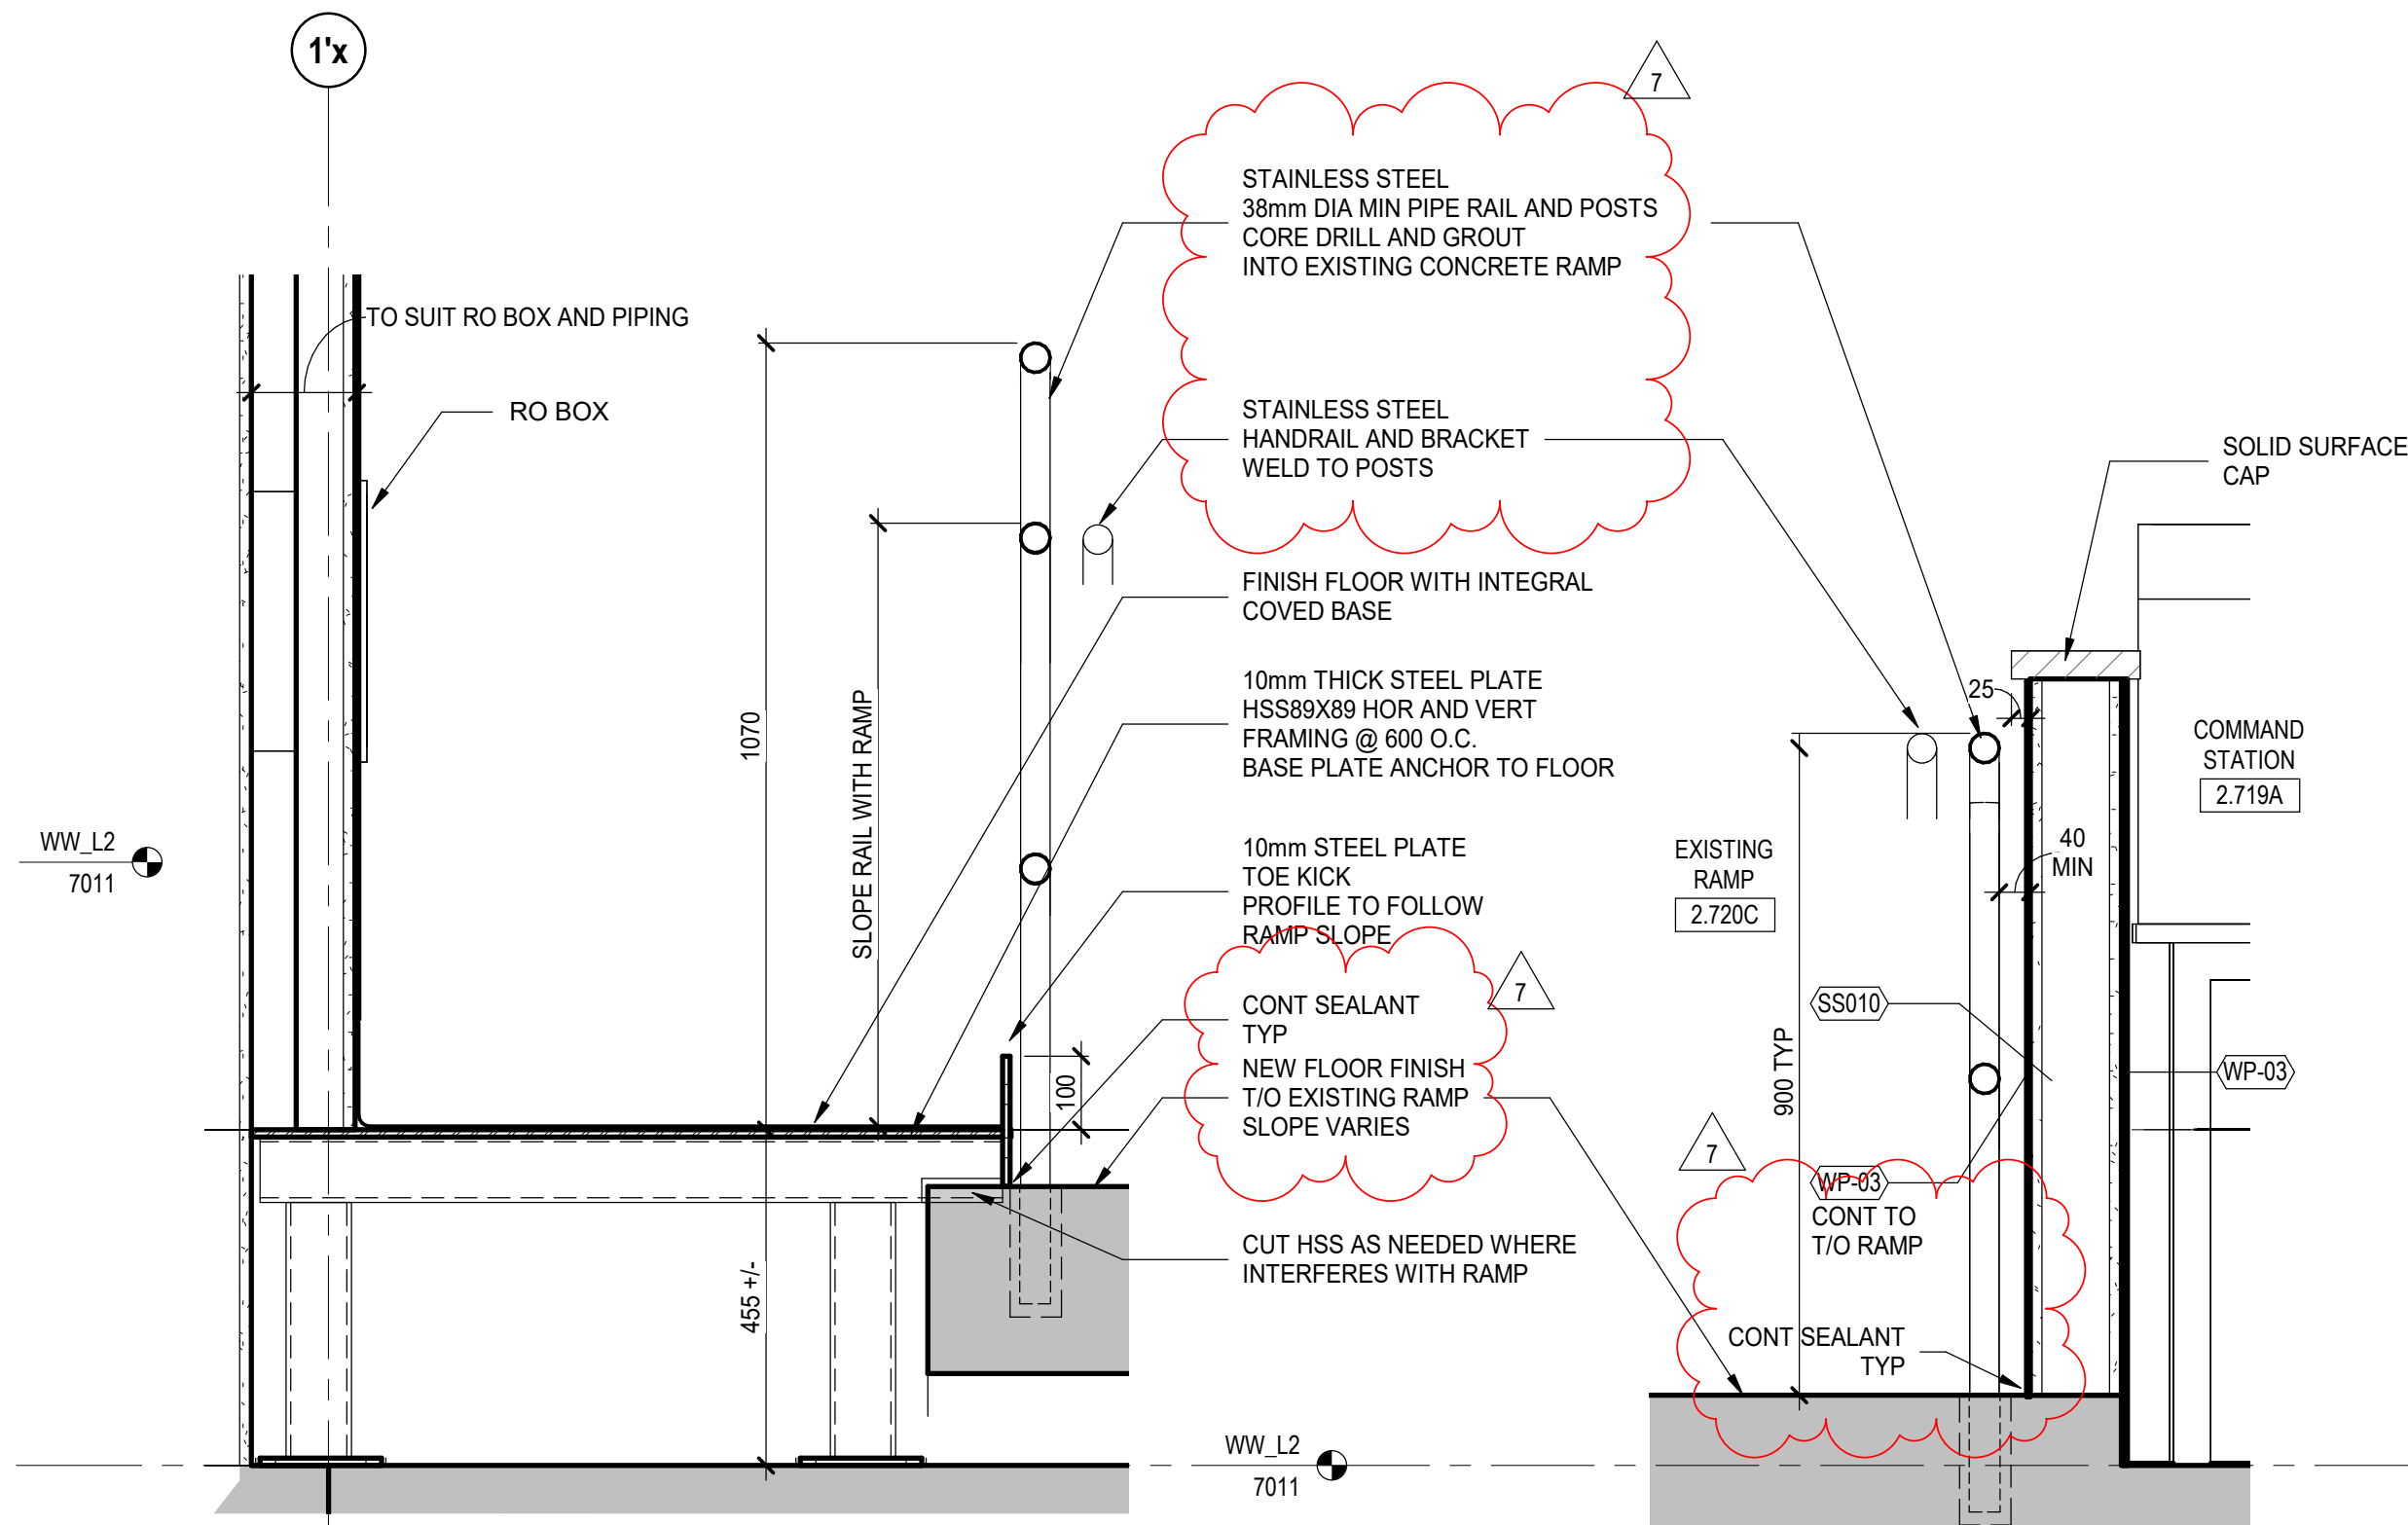 1'x
7
STAINLESS STEEL
38mm DIA MIN PIPE RAIL AND POSTS
CORE DRILL AND GROUT
INTO EXISTING CONCRETE RAMP
TO SUIT RO BOX AND PIPING
RO BOX
STAINLESS STEEL
HANDRAIL AND BRACKET
WELD TO POSTS
SOLID SURFACE
CAP
FINISH FLOOR WITH INTEGRAL
COVED BASE
10mm THICK STEEL PLATE
HSS89X89 HOR AND VERT
FRAMING @ 600 O.C.
BASE PLATE ANCHOR TO FLOOR
1070
SLOPE RAIL WITH RAMP
25
COMMAND
STATION
2.719A
WW_L2
7011
10mm STEEL PLATE
TOE KICK
PROFILE TO FOLLOW
RAMP SLOPE
EXISTING
RAMP
2.720C
40
MIN
7
CONT SEALANT
TYP
NEW FLOOR FINISH
T/O EXISTING RAMP
SLOPE VARIES
100
SS010
900 TYP
WP-03
7
WP-03
CONT TO
T/O RAMP
CUT HSS AS NEEDED WHERE
INTERFERES WITH RAMP
455 +/-
CONT SEALANT
TYP
WW_L2
7011